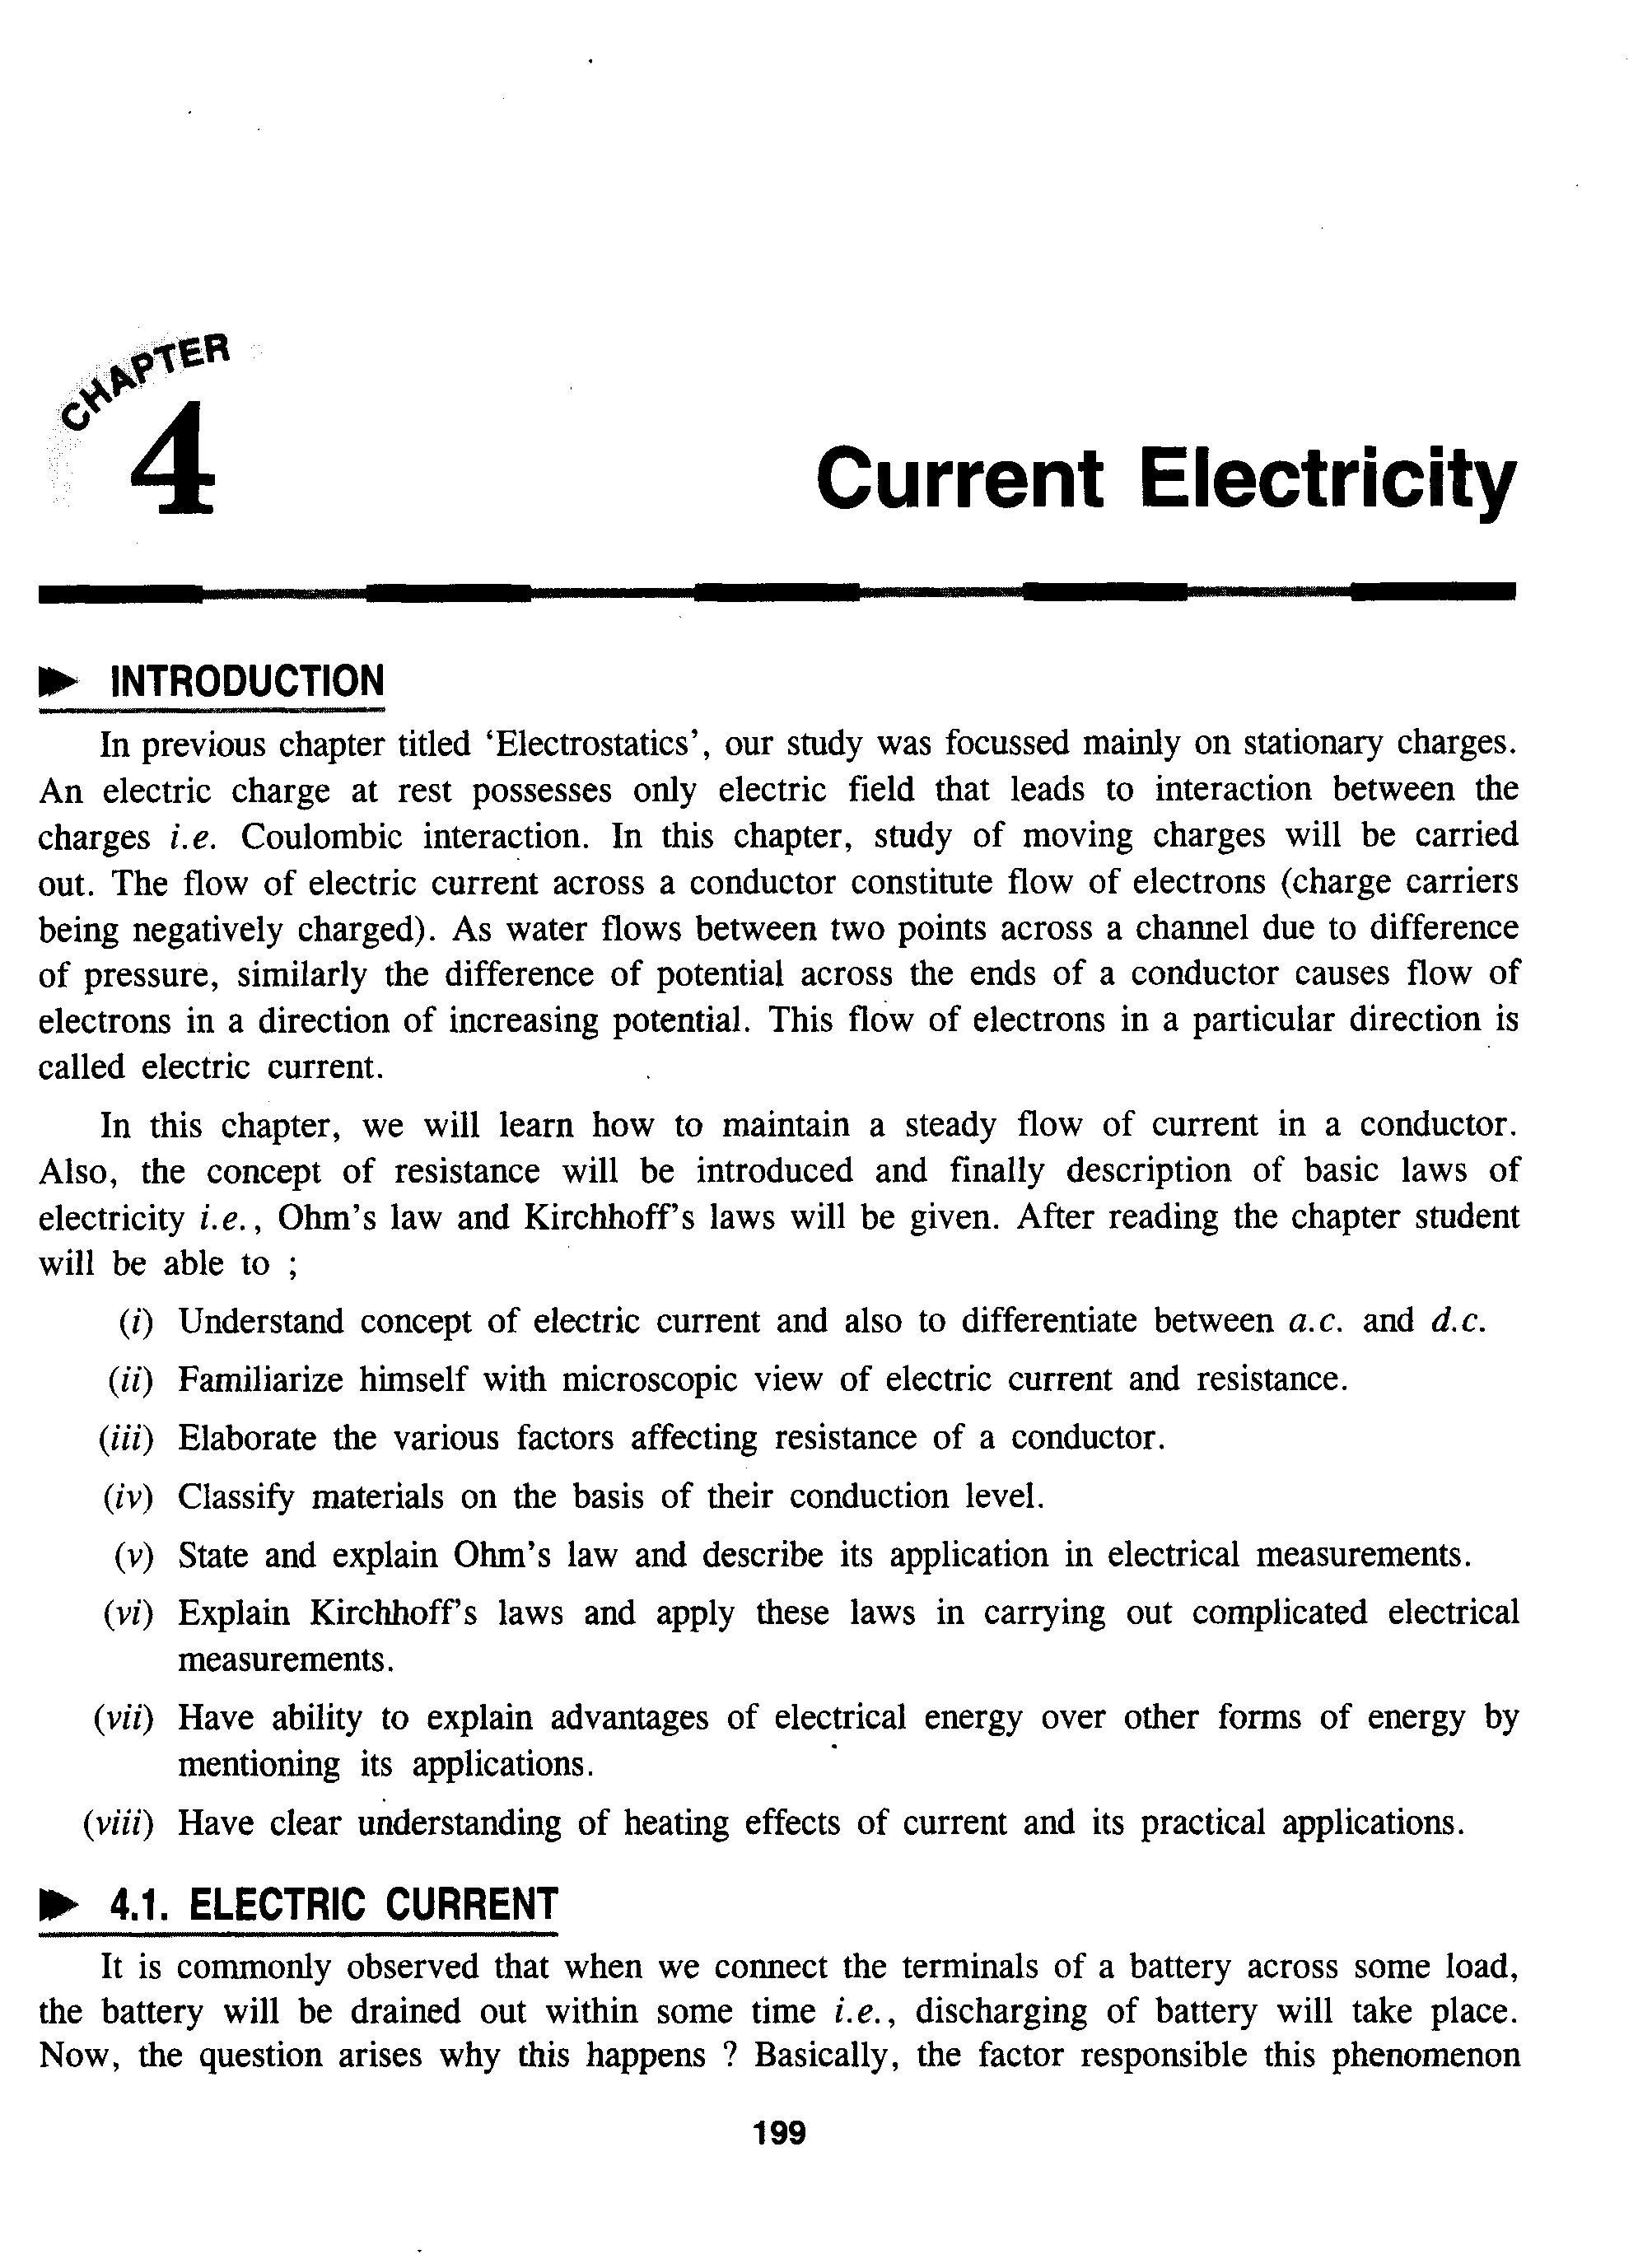 CHAPTER
4
Current Electricity
INTRODUCTION
In previous chapter titled ‘Electrostatics’, our study was focussed mainly on stationary charges.
An electric charge at rest possesses only electric field that leads to interaction between the
charges i.e. Coulombic interaction. In this chapter, study of moving charges will be carried
out. The flow of electric current across a conductor constitute flow of electrons (charge carriers
being negatively charged). As water flows between two points across a channel due to difference
of pressure, similarly the difference of potential across the ends of a conductor causes flow of
electrons in a direction of increasing potential. This flow of electrons in a particular direction is
called electric current.
In this chapter, we will learn how to maintain a steady flow of current in a conductor.
Also, the concept of resistance will be introduced and finally description of basic laws of
electricity i.e., Ohm’s law and Kirchhoff’s laws will be given. After reading the chapter student
will be able to ;
(i) Understand concept of electric current and also to differentiate between a.c. and d.c.
(ii) Familiarize himself with microscopic view of electric current and resistance.
(iii) Elaborate the various factors affecting resistance of a conductor.
(iv) Classify materials on the basis of their conduction level.
(v) State and explain Ohm’s law and describe its application in electrical measurements.
(vi) Explain Kirchhoff’s laws and apply these laws in carrying out complicated electrical
measurements.
(vii) Have ability to explain advantages of electrical energy over other forms of energy by
mentioning its applications.
(viii) Have clear understanding of heating effects of current and its practical applications.
4.1. ELECTRIC CURRENT
It is commonly observed that when we connect the terminals of a battery across some load,
the battery will be drained out within some time i.e., discharging of battery will take place.
Now, the question arises why this happens ? Basically, the factor responsible this phenomenon
199